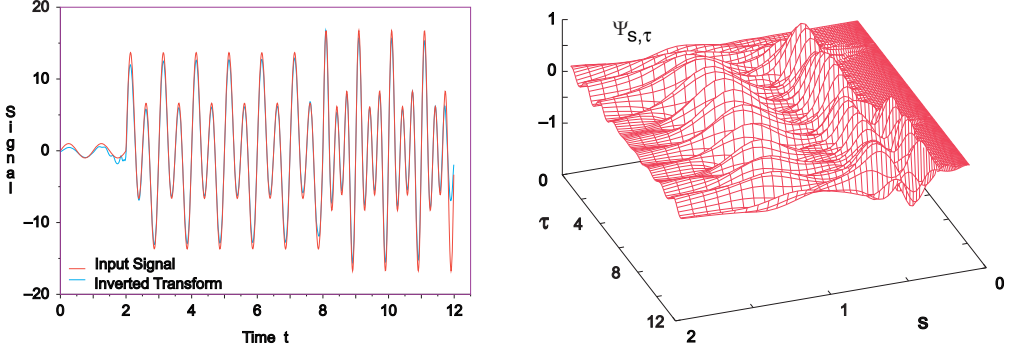 20
10
0
–10
–20
Signal
Input Signal
Inverted Transform
0 2 4 6 8 10 12
Time t
Ψs,τ
1
0
–1
0
4
8
12
τ
2 1 0
s